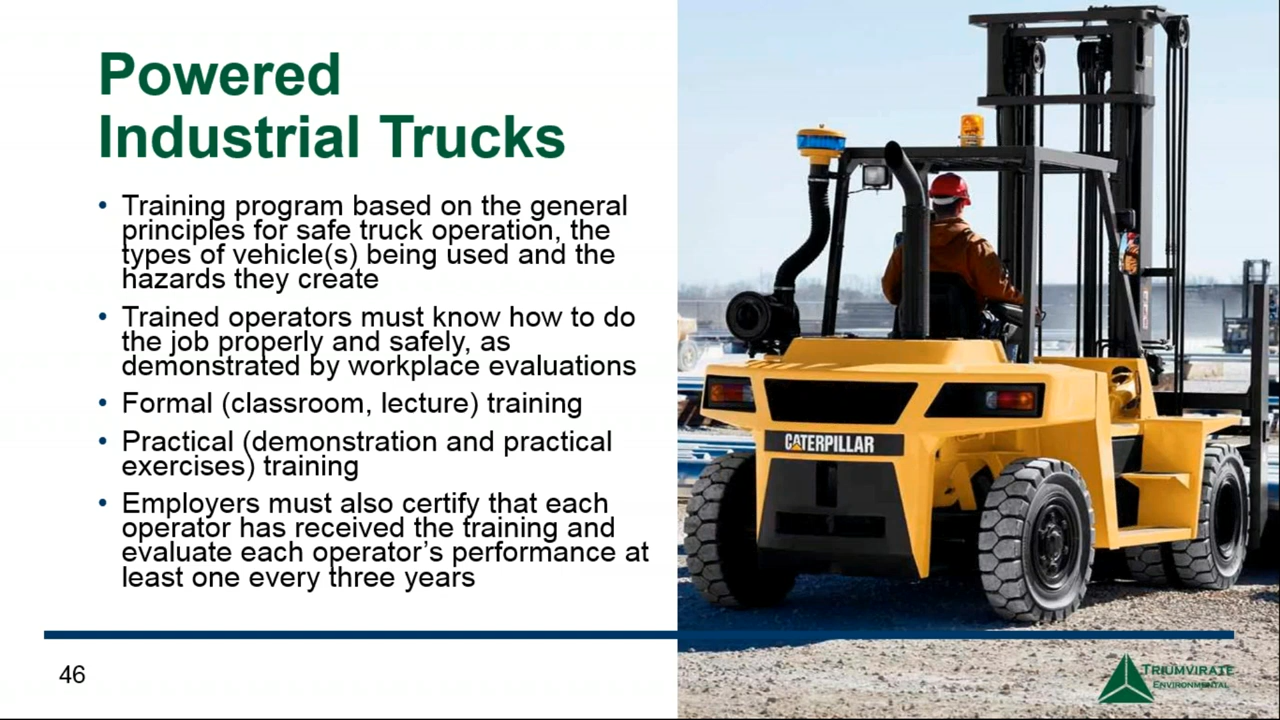 Powered
Industrial Trucks
• Training program based on the general
principles for safe truck operation, the
types of vehicle(s) being used and the
hazards they create
• Trained operators must know how to do
the job properly and safely, as
demonstrated by workplace evaluations
• Formal (classroom, lecture) training
• Practical (demonstration and practical
exercises) training
• Employers must also certify that each
operator has received the training and
evaluate each operator's performance at
least one every three years
CATERPILLAR
46
TRIUMVIRATE
ENVIRONMENTAL